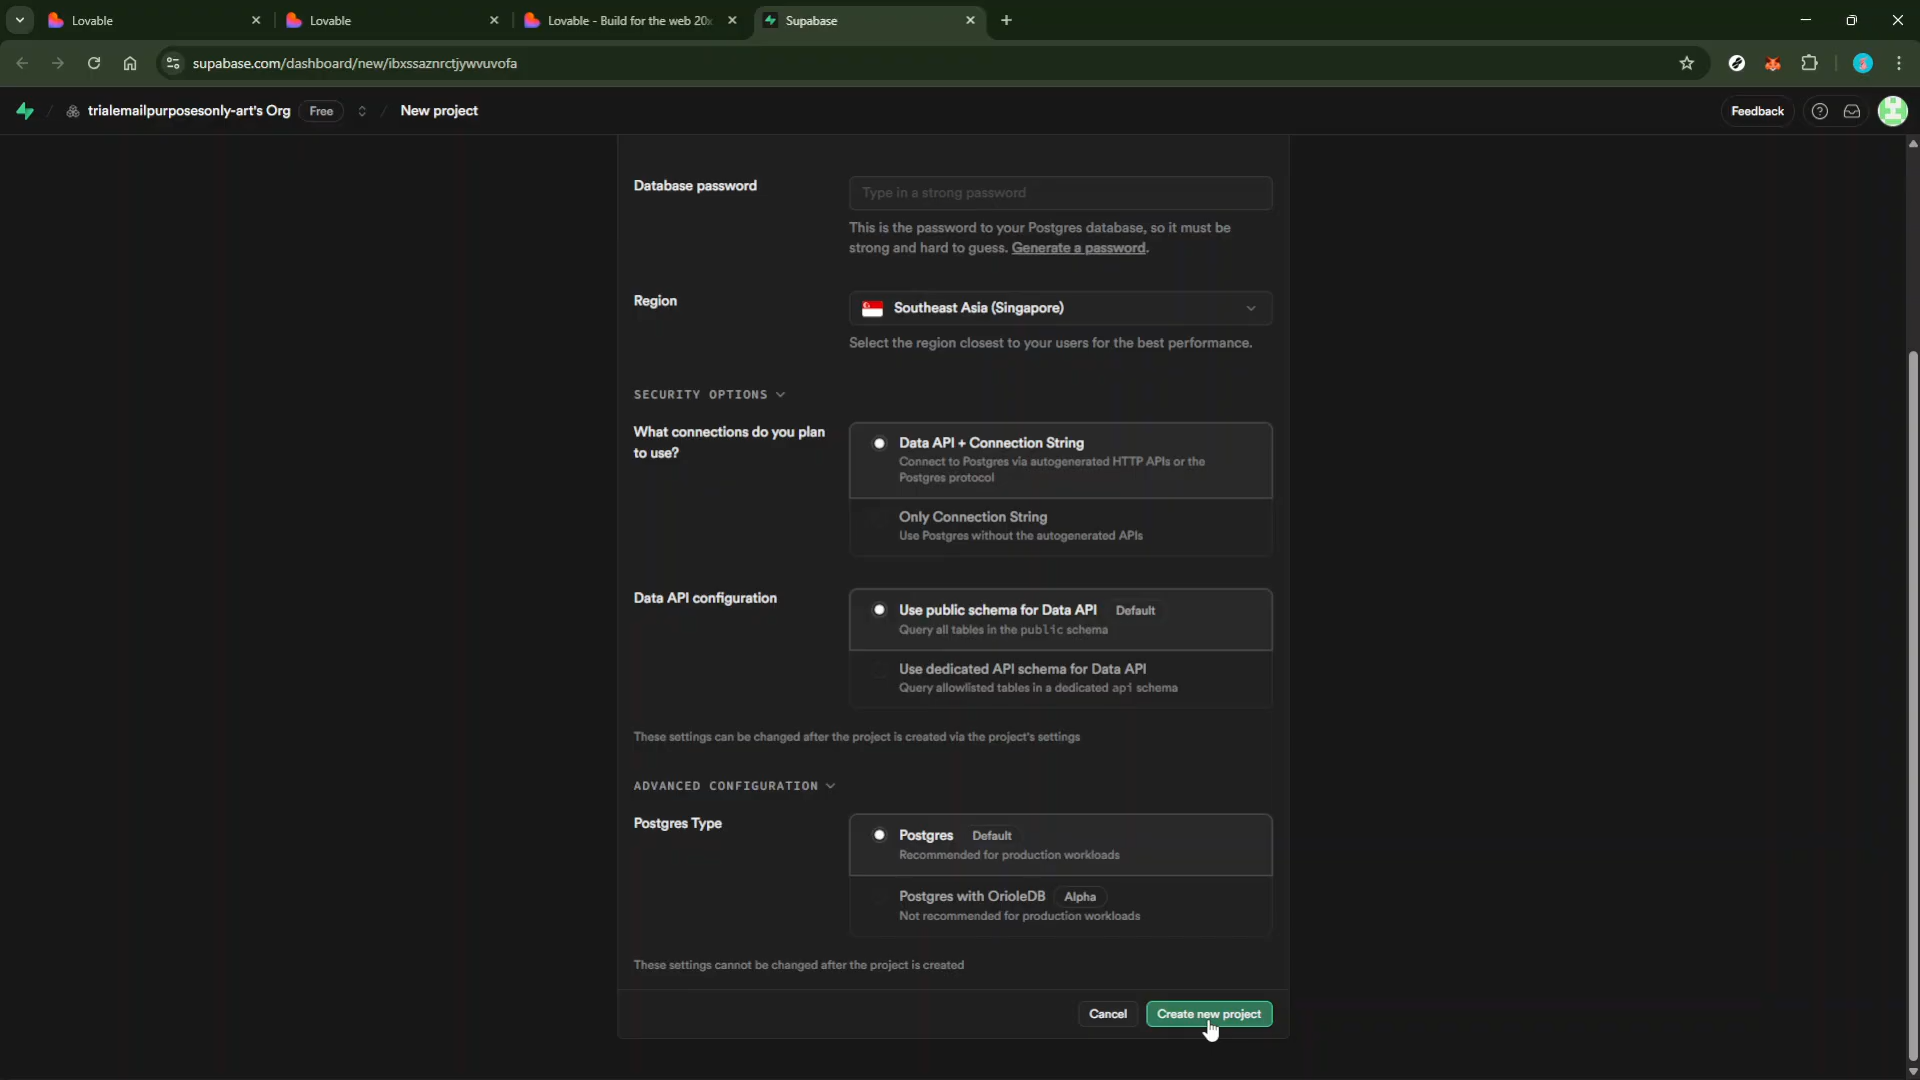 Lovable
Lovable
Lovable - Build for the web 20x
Supabase
supabase.com/dashboard/new/ibxssaznrctjywvuvofa
trialemailpurposesonly-art's Org
Free
/
New project
Feedback
Database password
Type in a strong password
This is the password to your Postgres database, so it must be
strong and hard to guess. Generate a password.
Region
Southeast Asia (Singapore)
Select the region closest to your users for the best performance.
SECURITY OPTIONS
What connections do you plan
to use?
Data API + Connection String
Connect to Postgres via autogenerated HTTP APIs or the
Postgres protocol
Only Connection String
Use Postgres without the autogenerated APIs
Data API configuration
Use public schema for Data API Default
Query all tables in the public schema
Use dedicated API schema for Data API
Query allowlisted tables in a dedicated api schema
These settings can be changed after the project is created via the project's settings
ADVANCED CONFIGURATION
Postgres Type
Postgres Default
Recommended for production workloads
Postgres with OrioleDB Alpha
Not recommended for production workloads
These settings cannot be changed after the project is created
Cancel
Create new project